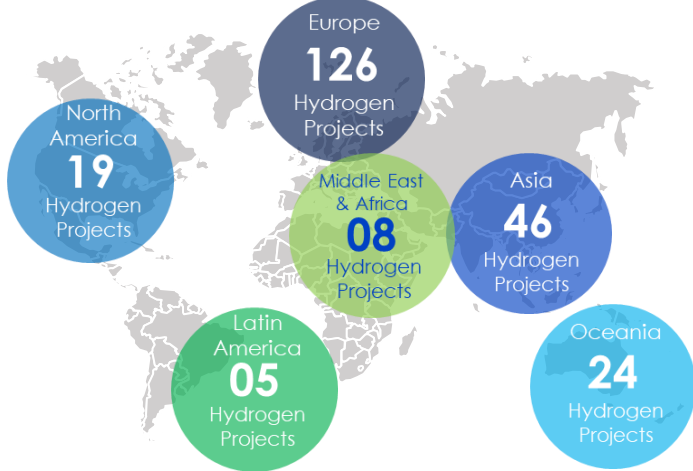 Europe
126
Hydrogen
Projects
North
America
19
Hydrogen
Projects
Middle East
& Africa
08
Hydrogen
Projects
Asia
46
Hydrogen
Projects
Latin
America
05
Hydrogen
Projects
Oceania
24
Hydrogen
Projects